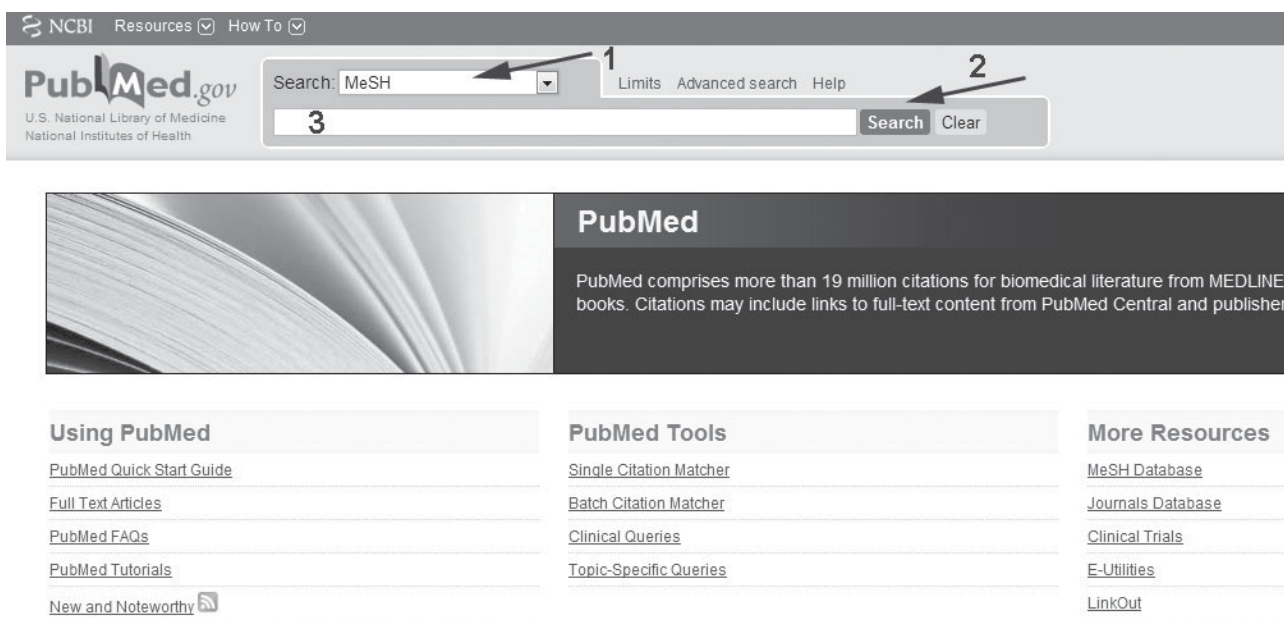 NCBI Resources How To
1
PubMed.gov
U.S. National Library of Medicine
National Institutes of Health
Search: MeSH
Limits Advanced search Help
2
3
Search Clear
PubMed
PubMed comprises more than 19 million citations for biomedical literature from MEDLINE
books. Citations may include links to full-text content from PubMed Central and publisher
Using PubMed
PubMed Quick Start Guide
Full Text Articles
PubMed FAQs
PubMed Tutorials
New and Noteworthy
PubMed Tools
Single Citation Matcher
Batch Citation Matcher
Clinical Queries
Topic-Specific Queries
More Resources
MeSH Database
Journals Database
Clinical Trials
E-Utilities
LinkOut